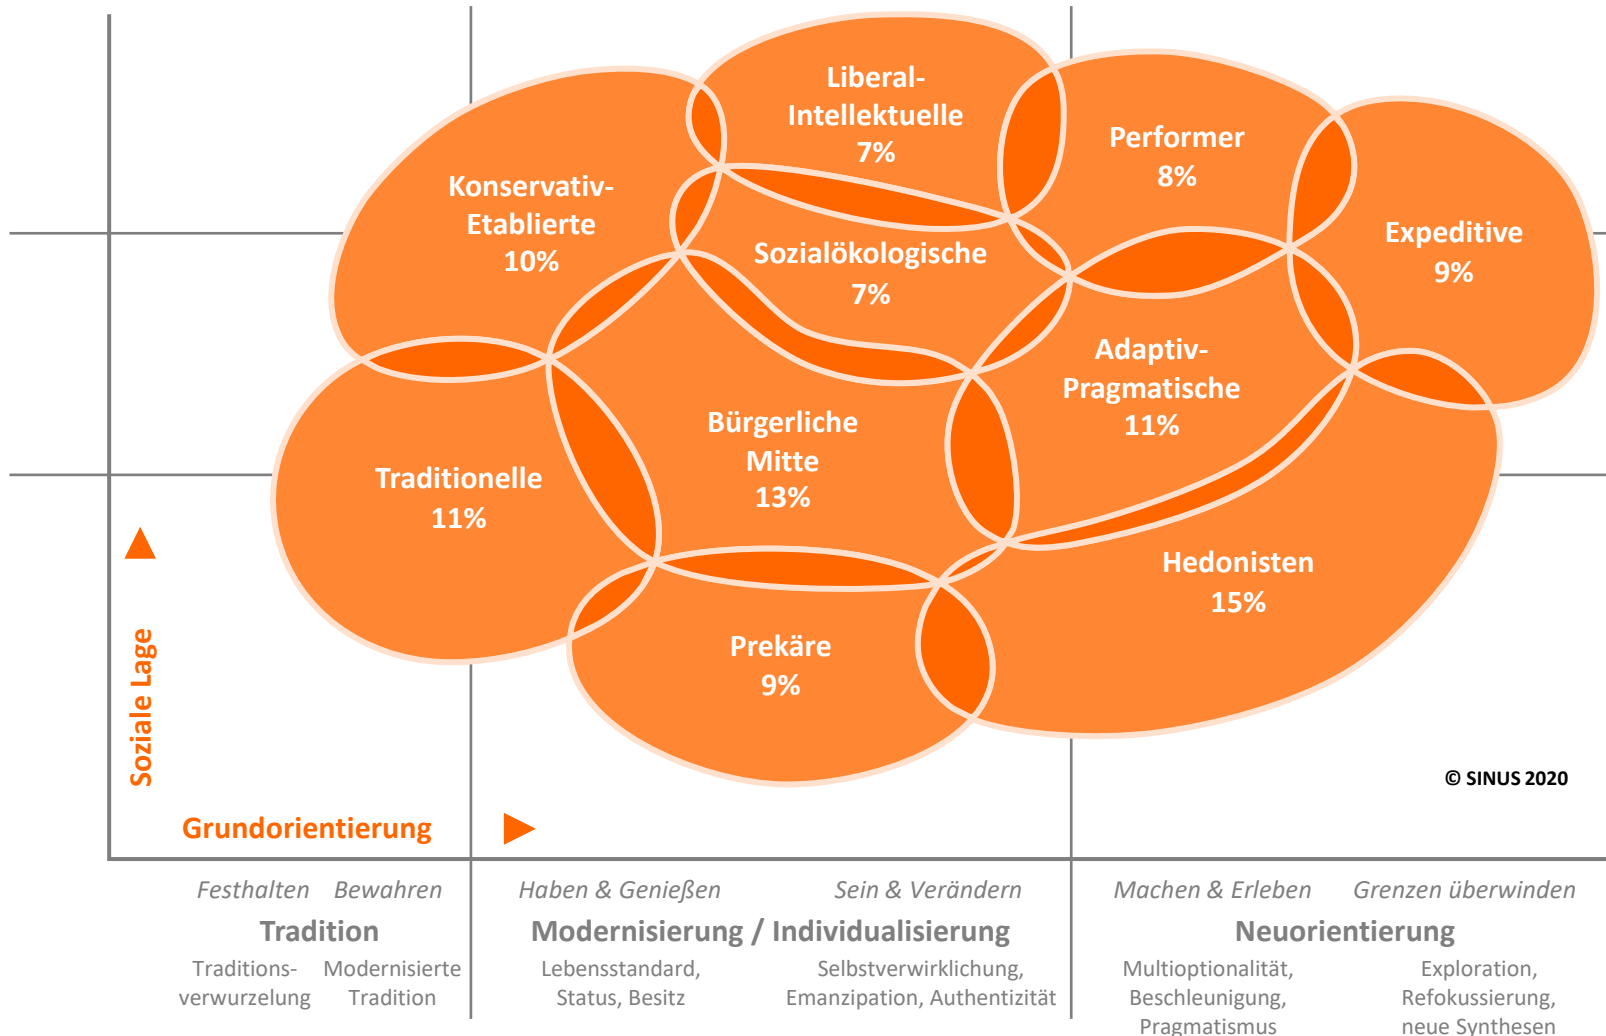 Liberal-
Intellektuelle
7%
Performer
8%
Konservativ-
Etablierte
10%
Expeditive
9%
Sozialökologische
7%
Adaptiv-
Pragmatische
11%
Bürgerliche
Mitte
13%
Traditionelle
11%
Hedonisten
15%
Prekäre
9%
Soziale Lage
© SINUS 2020
Grundorientierung
Festhalten Bewahren
Haben & Genießen
Sein & Verändern
Machen & Erleben
Grenzen überwinden
Tradition
Modernisierung / Individualisierung
Neuorientierung
Traditions-
verwurzelung
Modernisierte
Tradition
Lebensstandard,
Status, Besitz
Selbstverwirklichung,
Emanzipation, Authentizität
Multioptionalität,
Beschleunigung,
Pragmatismus
Exploration,
Refokussierung,
neue Synthesen